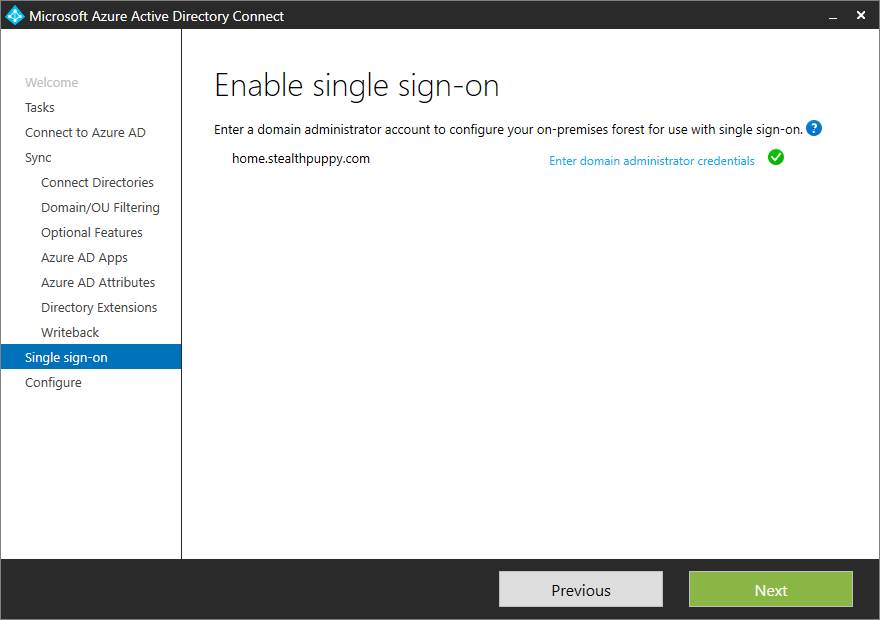 Microsoft Azure Active Directory Connect
Welcome
Tasks
Connect to Azure AD
Sync
Connect Directories
Domain/OU Filtering
Optional Features
Azure AD Apps
Azure AD Attributes
Directory Extensions
Writeback
Single sign-on
Configure
Enable single sign-on
Enter a domain administrator account to configure your on-premises forest for use with single sign-on. ?
home.stealthpuppy.com Enter domain administrator credentials
Previous Next